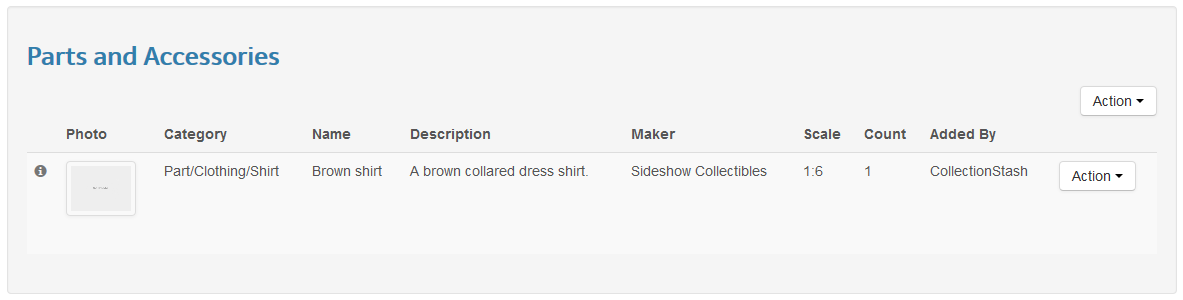 Parts and Accessories
Action
Photo Category Name Description Maker Scale Count Added By
Part/Clothing/Shirt Brown shirt A brown collared dress shirt. Sideshow Collectibles 1:6 1 CollectionStash Action